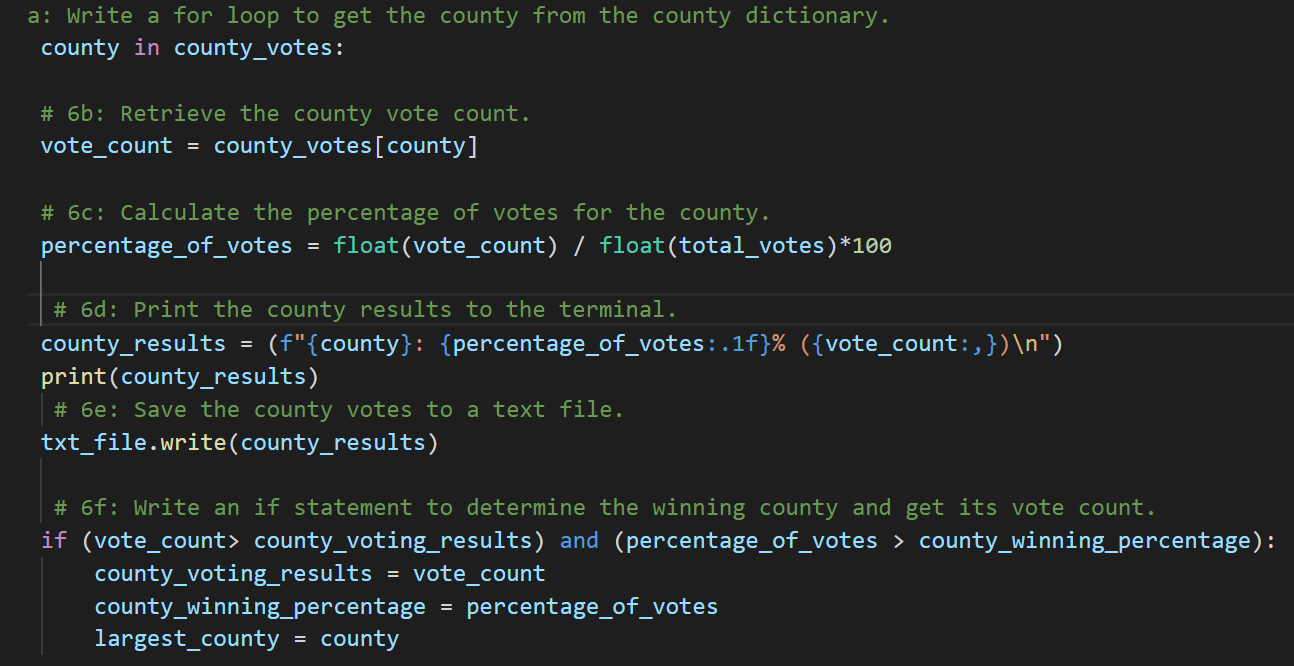 a: Write a for loop to get the county from the county dictionary.
county in county_votes:
# 6b: Retrieve the county vote count.
vote_count = county_votes[county]
# 6c: Calculate the percentage of votes for the county.
percentage_of_votes = float(vote_count) / float(total_votes)*100
# 6d: Print the county results to the terminal.
county_results = (f"{county}: {percentage_of_votes:.1f}% ({vote_count:,})\n")
print(county_results)
# 6e: Save the county votes to a text file.
txt_file.write(county_results)
# 6f: Write an if statement to determine the winning county and get its vote count.
if (vote_count> county_voting_results) and (percentage_of_votes > county_winning_percentage):
county_voting_results = vote_count
county_winning_percentage = percentage_of_votes
largest_county = county